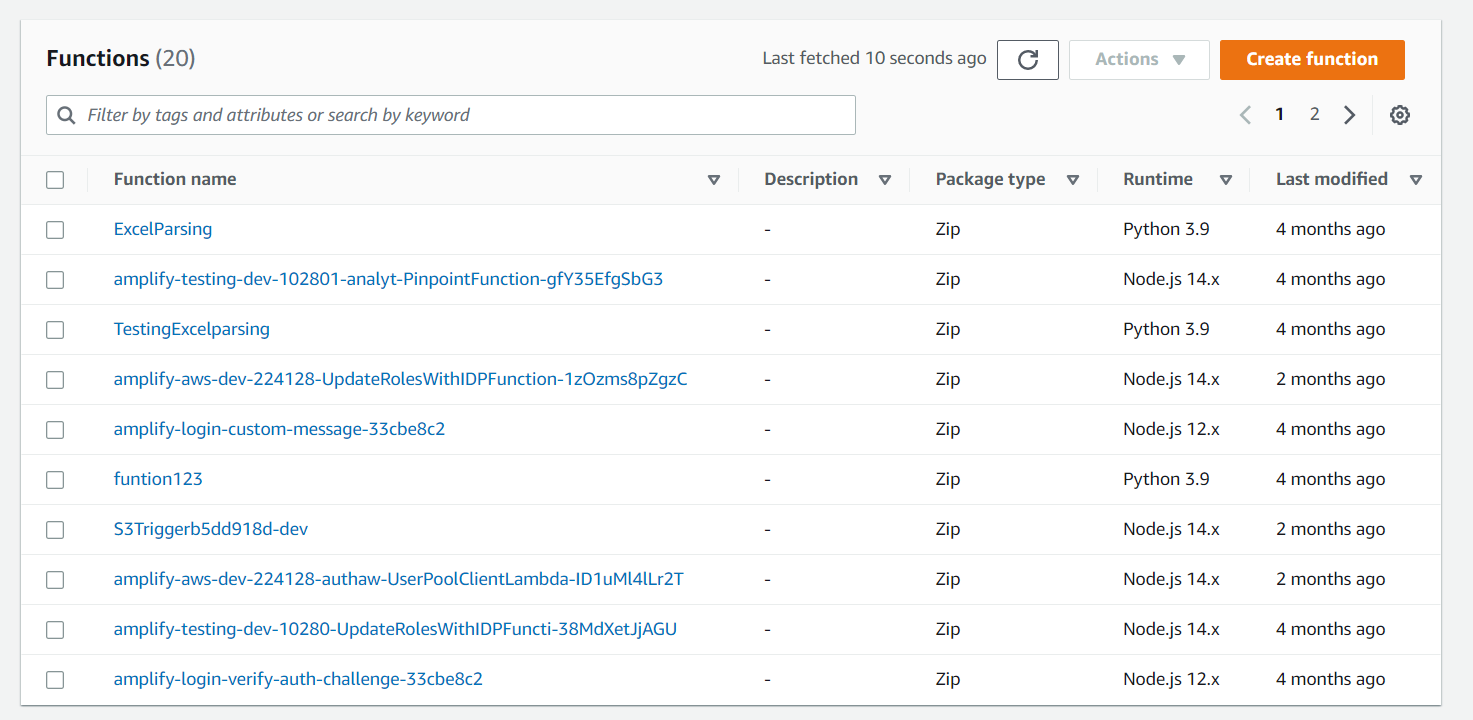 Functions (20)
Last fetched 10 seconds ago
Actions
Create function
Filter by tags and attributes or search by keyword
1 2
Function name Description Package type Runtime Last modified
ExcelParsing - Zip Python 3.9 4 months ago
amplify-testing-dev-102801-analyt-PinpointFunction-gfY35EfgSbG3 - Zip Node.js 14.x 4 months ago
TestingExcelparsing - Zip Python 3.9 4 months ago
amplify-aws-dev-224128-UpdateRolesWithIDPFunction-1zOzms8pZgzC - Zip Node.js 14.x 2 months ago
amplify-login-custom-message-33cbe8c2 - Zip Node.js 12.x 4 months ago
funtion123 - Zip Python 3.9 4 months ago
S3Triggerb5dd918d-dev - Zip Node.js 14.x 2 months ago
amplify-aws-dev-224128-authaw-UserPoolClientLambda-ID1uMl4lLr2T - Zip Node.js 14.x 2 months ago
amplify-testing-dev-10280-UpdateRolesWithIDPFuncti-38MdXetJjAGU - Zip Node.js 14.x 4 months ago
amplify-login-verify-auth-challenge-33cbe8c2 - Zip Node.js 12.x 4 months ago